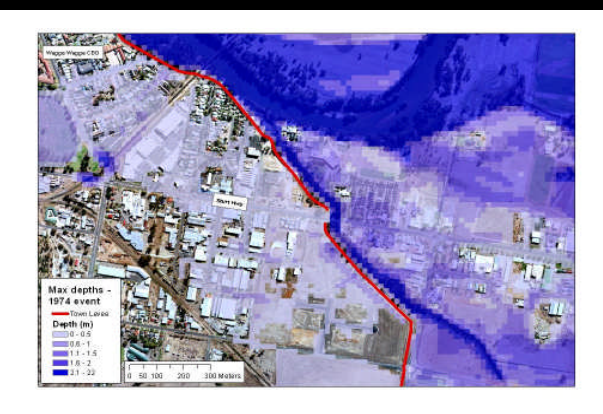 Wagga Wagga CBD
Sturt Hwy
Max depths -
1974 event
Town Levee
Depth (m)
0 - 0.5
0.6 - 1
1.1 - 1.5
1.6 - 2
2.1 - 22
0 50 100 200 300 Meters